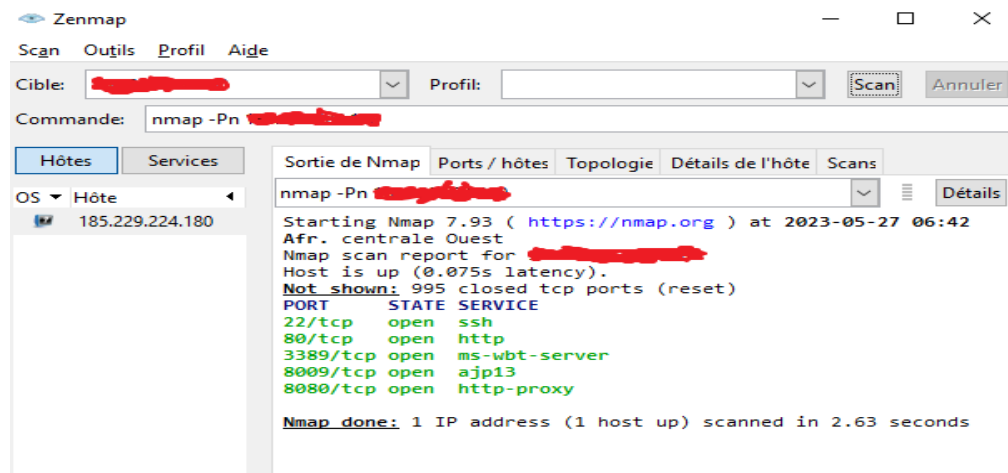 Zenmap
Scan Outils Profil Aide
Cible: Profil: Scan Annuler
Commande: nmap -Pn
Hôtes Services
Sortie de Nmap Ports / hôtes Topologie Détails de l'hôte Scans
OS Hôte
nmap -Pn Détails
185.229.224.180
Starting Nmap 7.93 ( https://nmap.org ) at 2023-05-27 06:42
Afr. centrale Ouest
Nmap scan report for
Host is up (0.075s latency).
Not shown: 995 closed tcp ports (reset)
PORT STATE SERVICE
22/tcp open ssh
80/tcp open http
3389/tcp open ms-wbt-server
8009/tcp open ajp13
8080/tcp open http-proxy
Nmap done: 1 IP address (1 host up) scanned in 2.63 seconds